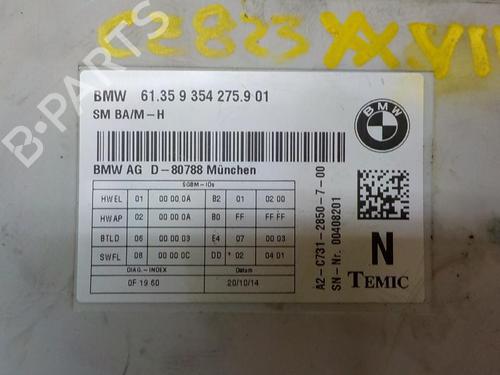 CZ823 XX VII
B-PARTS
BMW 61.35 9 354 275.9 01
SM BA/M-H
BMW
BMW AG D-80788 München
SGBM-IDs
HWEL 01 00 00 0A B2 01 02 00
HWAP 02 00 00 0A B0 FF FF FF
BTLD 06 00 00 03 E4 07 00 03
SWFL 08 00 00 0C DD *02 04 01
DIAG.-INDEX Datum
0F 19 60 20/10/14
A2-C731-2850-7-00
SN-Nr. 00408201
N
TEMIC